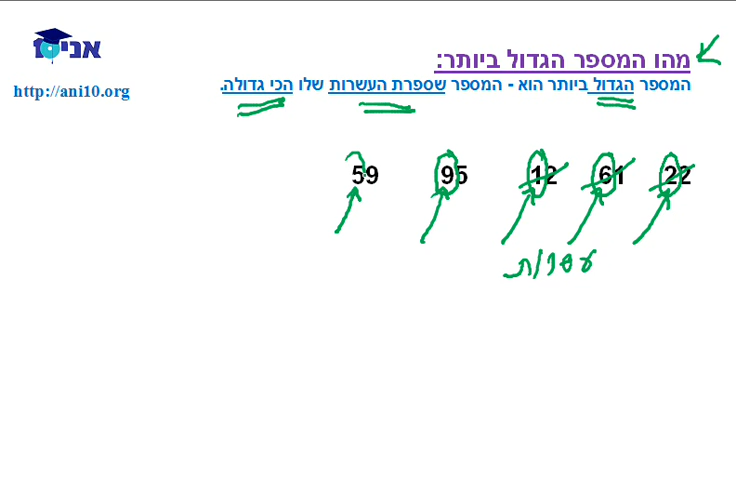 אני10
http://ani10.org
מהו המספר הגדול ביותר:
המספר הגדול ביותר הוא - המספר שספרת העשרות שלו הכי גדולה.
22 61 12 95 59
עשרות